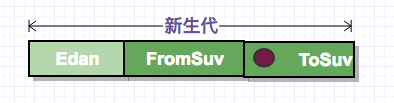 新生代
Edan
FromSuv
ToSuv